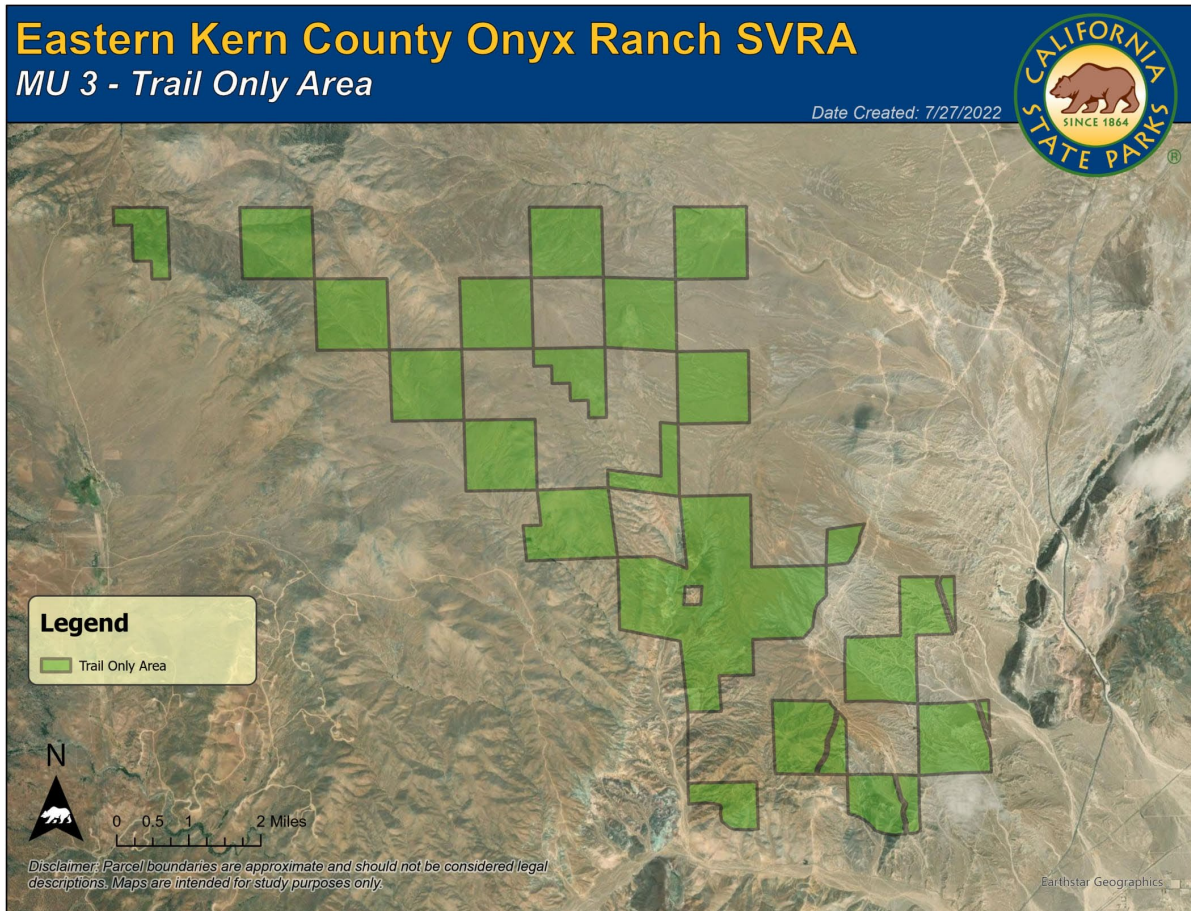 Eastern Kern County Onyx Ranch SVRA
MU 3 - Trail Only Area
Date Created: 7/27/2022
CALIFORNIA
SINCE 1864
STATE PARKS
®
Legend
Trail Only Area
N
0 0.5 1 2 Miles
Disclaimer: Parcel boundaries are approximate and should not be considered legal
descriptions. Maps are intended for study purposes only.
Earthstar Geographics